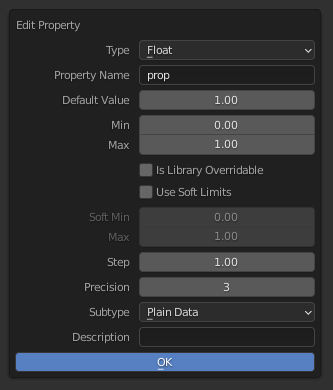 Edit Property
Type Float
Property Name prop
Default Value 1.00
Min 0.00
Max 1.00
Is Library Overridable
Use Soft Limits
Soft Min 0.00
Max 1.00
Step 1.00
Precision 3
Subtype Plain Data
Description
OK